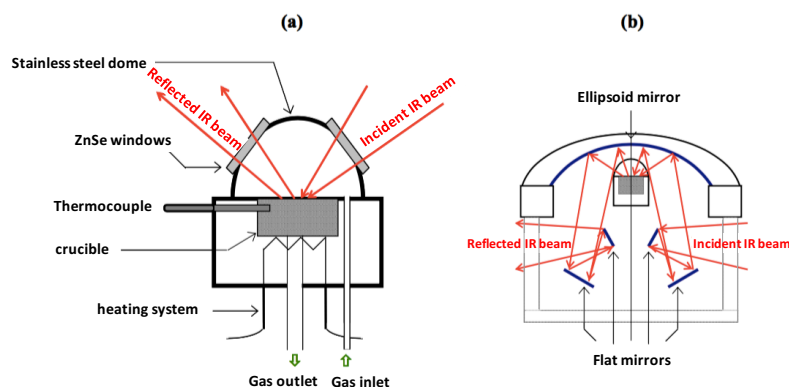 (a)
Stainless steel dome
Reflected IR beam
Incident IR beam
ZnSe windows
Thermocouple
crucible
heating system
Gas outlet
Gas inlet
(b)
Ellipsoid mirror
Reflected IR beam
Incident IR beam
Flat mirrors